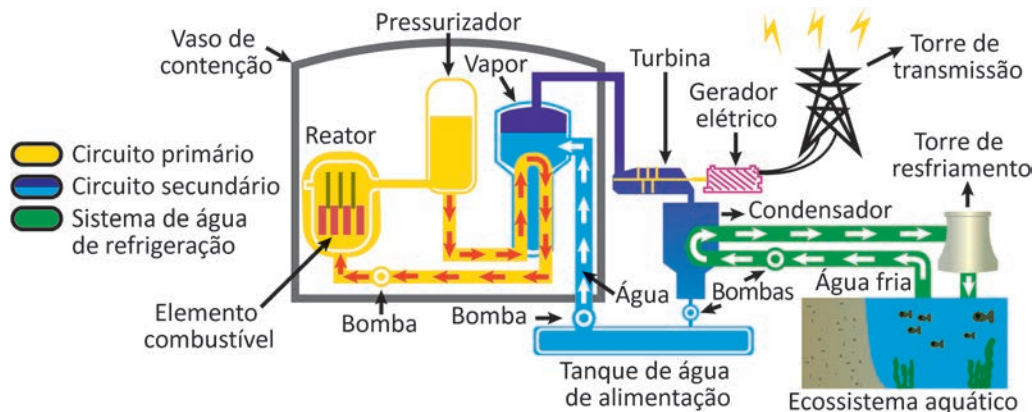 Pressurizador
Vaso de
contenção
Vapor
Turbina
Torre de
transmissão
Gerador
elétrico
Reator
Torre de
resfriamento
Circuito primário
Circuito secundário
Sistema de água
de refrigeração
Condensador
Elemento
combustível
Bomba
Bomba
Água
Bombas
Água fria
Tanque de água
de alimentação
Ecossistema aquático